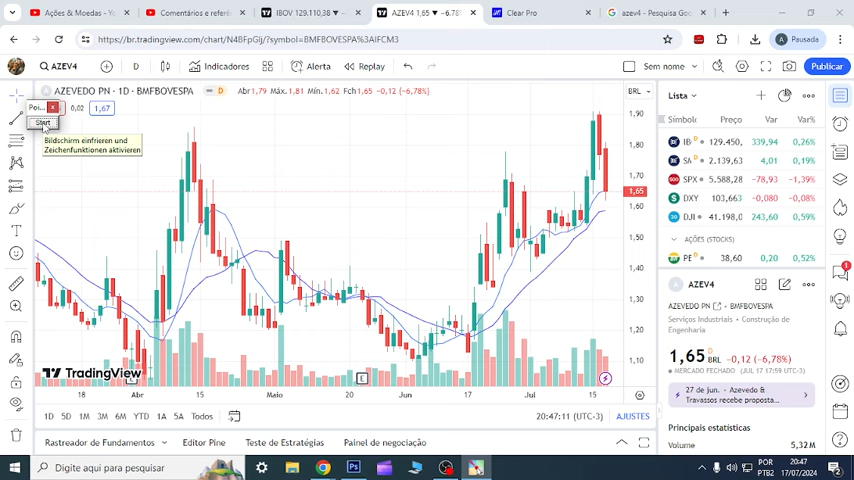 Ações & Moedas
Comentários e referê
IBOV 129.110,38
AZEV4 1,65 ▼ −6.78%
Clear Pro
azev4 - Pesquisa Goo
https://br.tradingview.com/chart/N4BFpGij/?symbol=BMFBOVESPA%3AIFCM3
A Pausada
AZEV4
D
Indicadores
Alerta
Replay
Sem nome
Publicar
AZEVEDO PN · 1D · BMFBOVESPA
D
Abr1,79 Máx.1,81 Mín.1,62 Fch1,65 −0,12 (−6,78%)
BRL
Poi...
0,02
1,67
Start
Bildschirm einfrieren und
Zeichenfunktionen aktivieren
1,90
1,80
1,65
1,60
1,50
1,40
1,30
1,20
1,10
TradingView
E
18
Abr
15
Maio
20
Jun
17
Jul
15
1D 5D 1M 3M 6M YTD 1A 5A Todos
20:47:11 (UTC-3)
AJUSTES
Rastreador de Fundamentos
Editor Pine
Teste de Estratégias
Painel de negociação
Lista
Símbolo
Preço
Var
Var%
129.450, 339,94 0,26%
2.139,63 4,01 0,19%
SPX 5.588,28 −78,93 −1,39%
DXY 103,663 −0,080 −0,08%
DJI 41.198,0 243,60 0,59%
AÇÕES (STOCKS)
38,60 0,20 0,52%
AZEV4
AZEVEDO PN
BMFBOVESPA
Serviços Industriais · Construção de
Engenharia
1,65 D BRL −0,12 (−6,78%)
MERCADO FECHADO (JUL 17 17:59 UTC-3)
27 de jun. · Azevedo &
Travassos recebe proposta...
Principais estatísticas
Volume
5,32 M
1
Digite aqui para pesquisar
Ps
POR
PTB2
20:47
17/07/2024
2